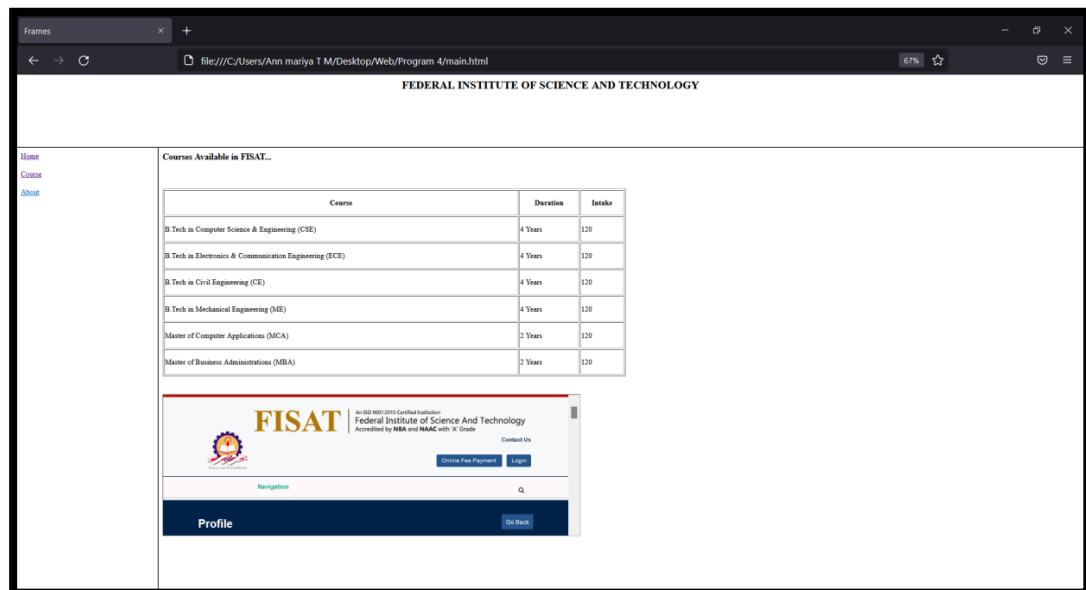 Frames
file:///C:/Users/Ann mariya T M/Desktop/Web/Program 4/main.html
67%
FEDERAL INSTITUTE OF SCIENCE AND TECHNOLOGY
Home
Course
About
Courses Available in FISAT...
Course Duration Intake
B.Tech in Computer Science & Engineering (CSE) 4 Years 120
B.Tech in Electronics & Communication Engineering (ECE) 4 Years 120
B.Tech in Civil Engineering (CE) 4 Years 120
B.Tech in Mechanical Engineering (ME) 4 Years 120
Master of Computer Applications (MCA) 2 Years 120
Master of Business Administrations (MBA) 2 Years 120
FISAT
An ISO 9001:2015 Certified Institution
Federal Institute of Science And Technology
Accredited by NBA and NAAC with 'A' Grade
Contact Us
Online Fee Payment Login
Navigation
Profile
Go Back